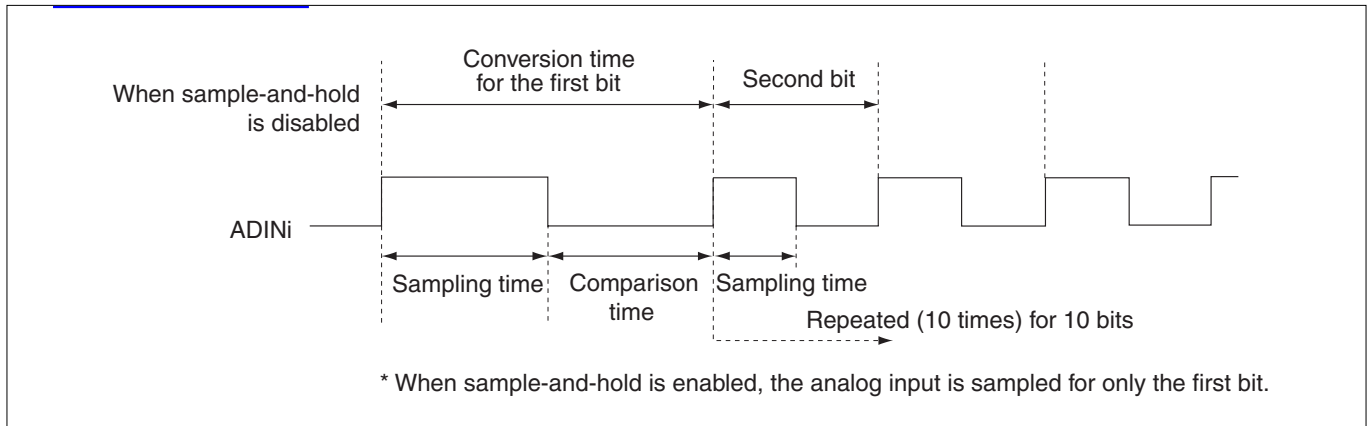 Conversion time
for the first bit
Second bit
When sample-and-hold
is disabled
ADINi
Sampling time
Comparison
time
Sampling time
Repeated (10 times) for 10 bits
* When sample-and-hold is enabled, the analog input is sampled for only the first bit.